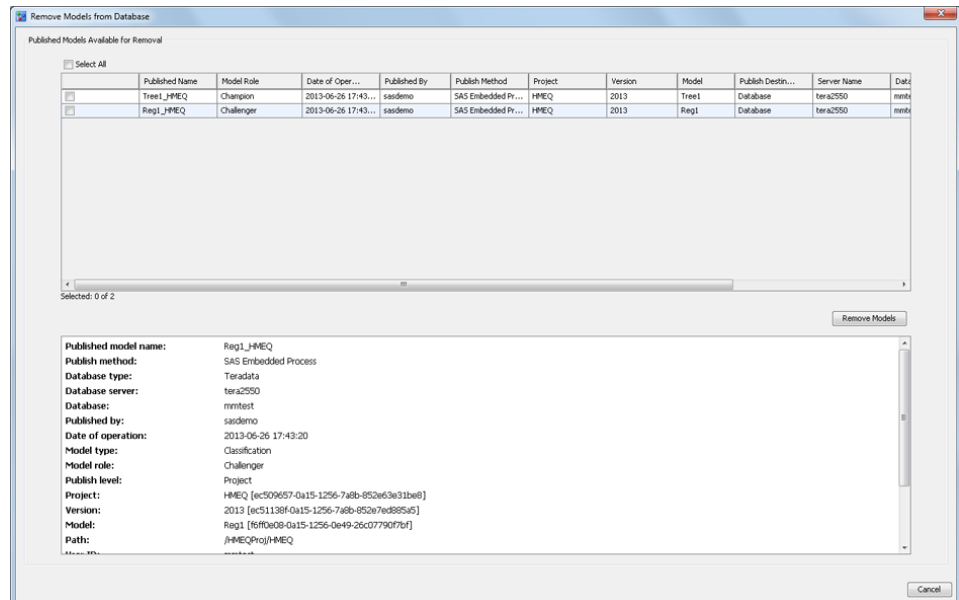 Remove Models from Database
Published Models Available for Removal
Select All
Published Name Model Role Date of Oper... Published By Publish Method Project Version Model Publish Destin... Server Name Data
Tree1_HMEQ Champion 2013-06-26 17:43... sasdemo SAS Embedded Pr... HMEQ 2013 Tree1 Database tera2550 mmte
Reg1_HMEQ Challenger 2013-06-26 17:43... sasdemo SAS Embedded Pr... HMEQ 2013 Reg1 Database tera2550 mmte
Selected: 0 of 2
Remove Models
Published model name: Reg1_HMEQ
Publish method: SAS Embedded Process
Database type: Teradata
Database server: tera2550
Database: mmtest
Published by: sasdemo
Date of operation: 2013-06-26 17:43:20
Model type: Classification
Model role: Challenger
Publish level: Project
Project: HMEQ [ec509657-0a15-1256-7a8b-852e63e31be8]
Version: 2013 [ec51138f-0a15-1256-7a8b-852e7ed885a5]
Model: Reg1 [f6ff0e08-0a15-1256-0e49-26c07790f7bf]
Path: /HMEQProj/HMEQ
User ID: mmtest
Cancel